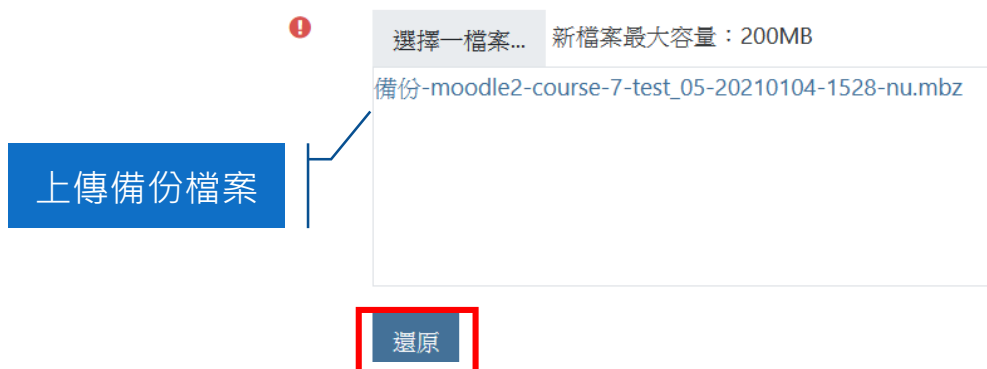 選擇一檔案... 新檔案最大容量：200MB
備份-moodle2-course-7-test_05-20210104-1528-nu.mbz
上傳備份檔案
還原